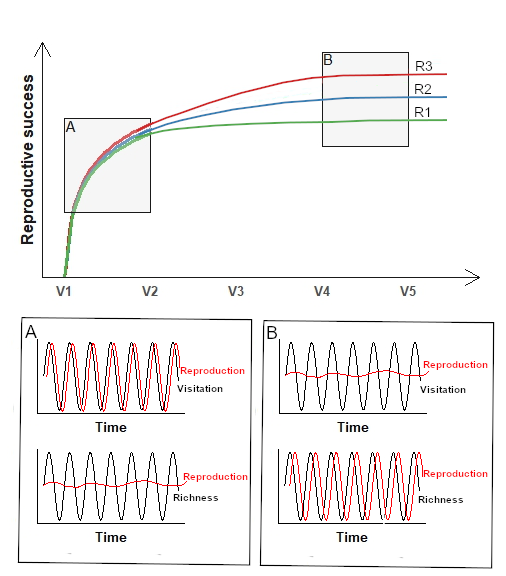 Reproductive success
A
B
R3
R2
R1
V1 V2 V3 V4 V5
A
Reproduction
Visitation
Time
Reproduction
Richness
Time
B
Reproduction
Visitation
Time
Reproduction
Richness
Time